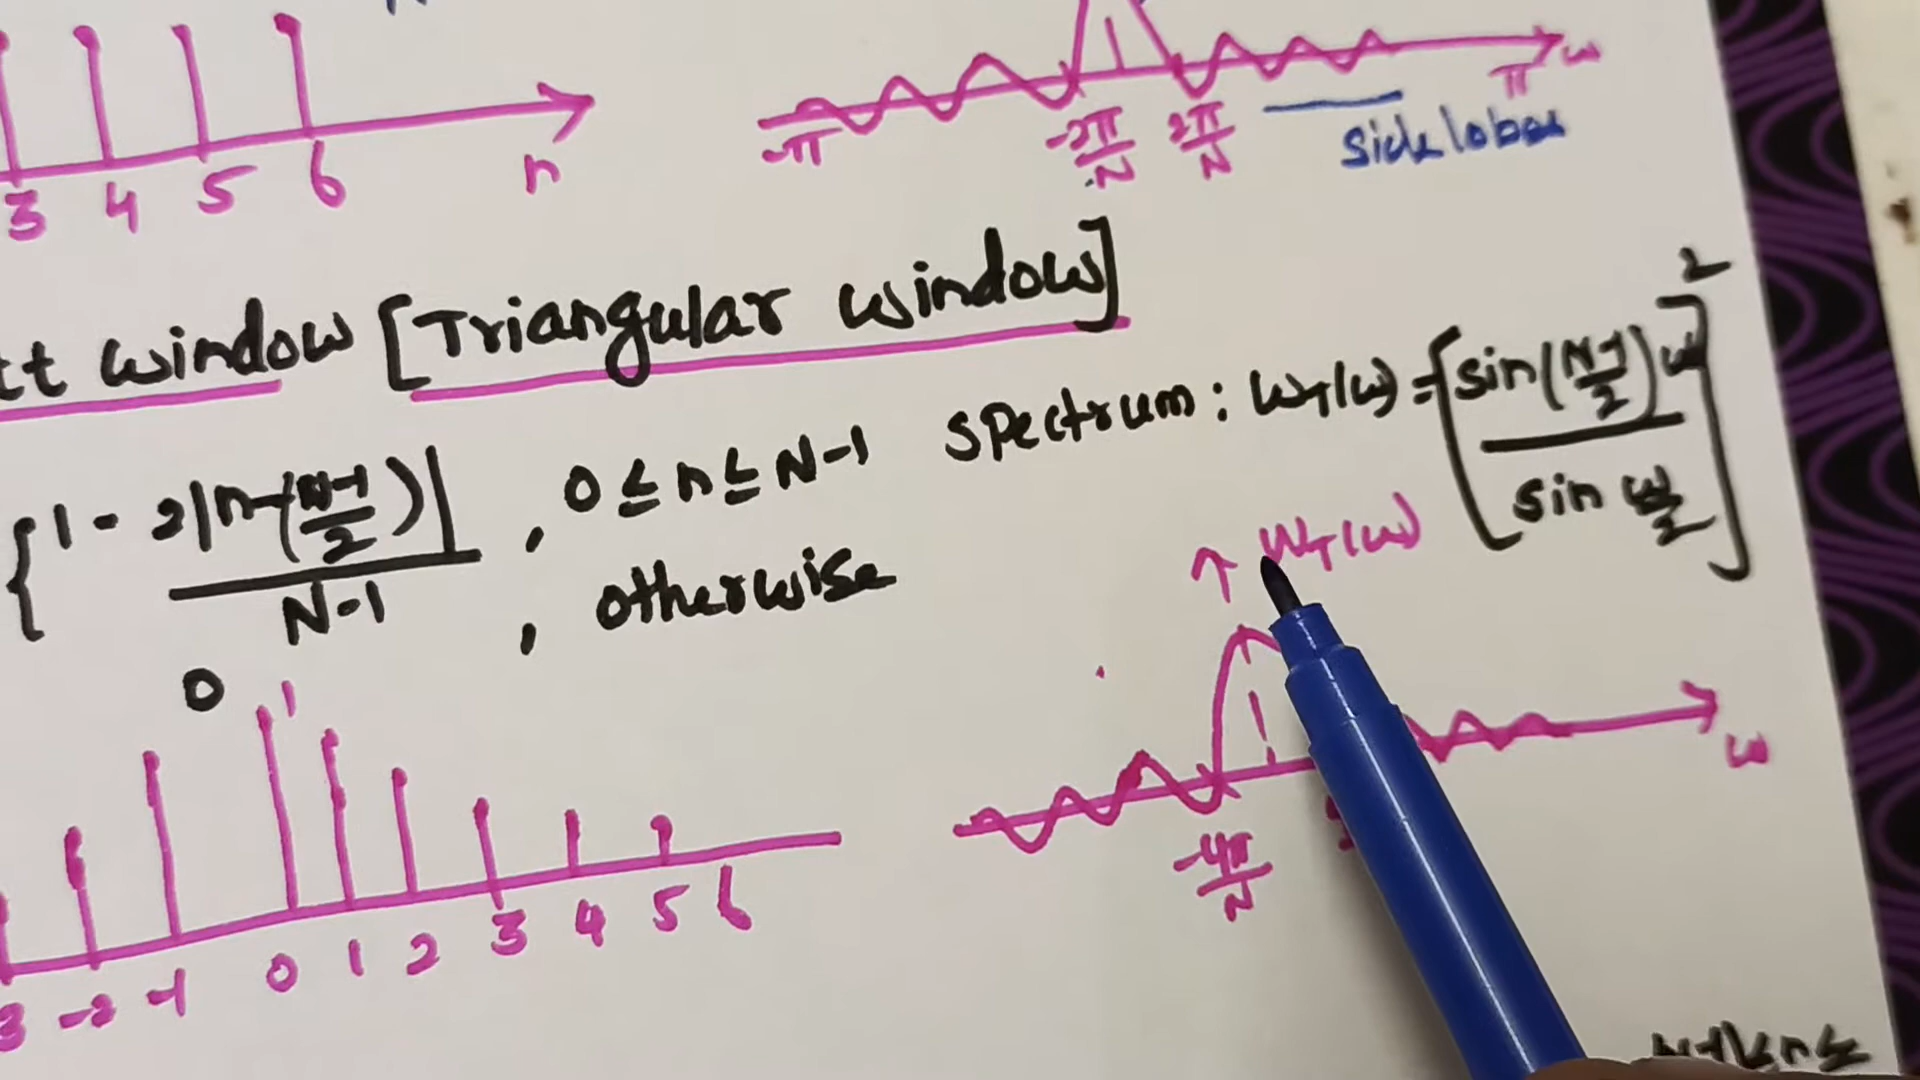 3 4 5 6 n
-π -2π/N 2π/N π ω
Side lobes
tt window [Triangular window]
{1 - 2|n-(N-1/2)| / N-1 , 0 ≤ n ≤ N-1
0 , otherwise
Spectrum : WT(ω) = [sin(N-1/2)ω / sin ω/2]²
WT(ω)
1
-4π/N ω
3 -2 -1 0 1 2 3 4 5 6